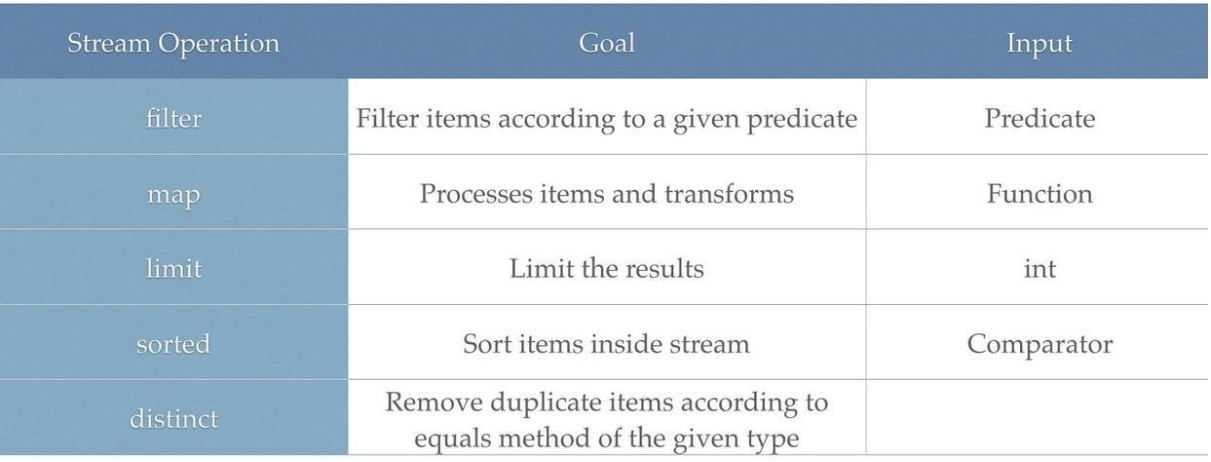 Stream Operation Goal Input
filter Filter items according to a given predicate Predicate
map Processes items and transforms Function
limit Limit the results int
sorted Sort items inside stream Comparator
distinct Remove duplicate items according to
equals method of the given type